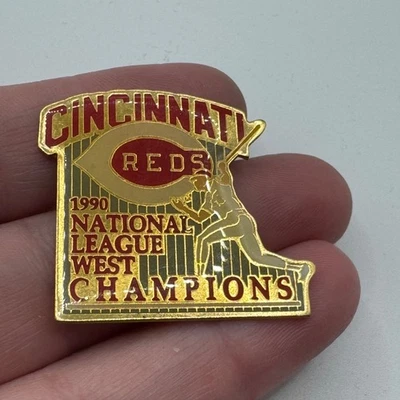 CINCINNATI
REDS
1990
NATIONAL
LEAGUE
WEST
CHAMPIONS